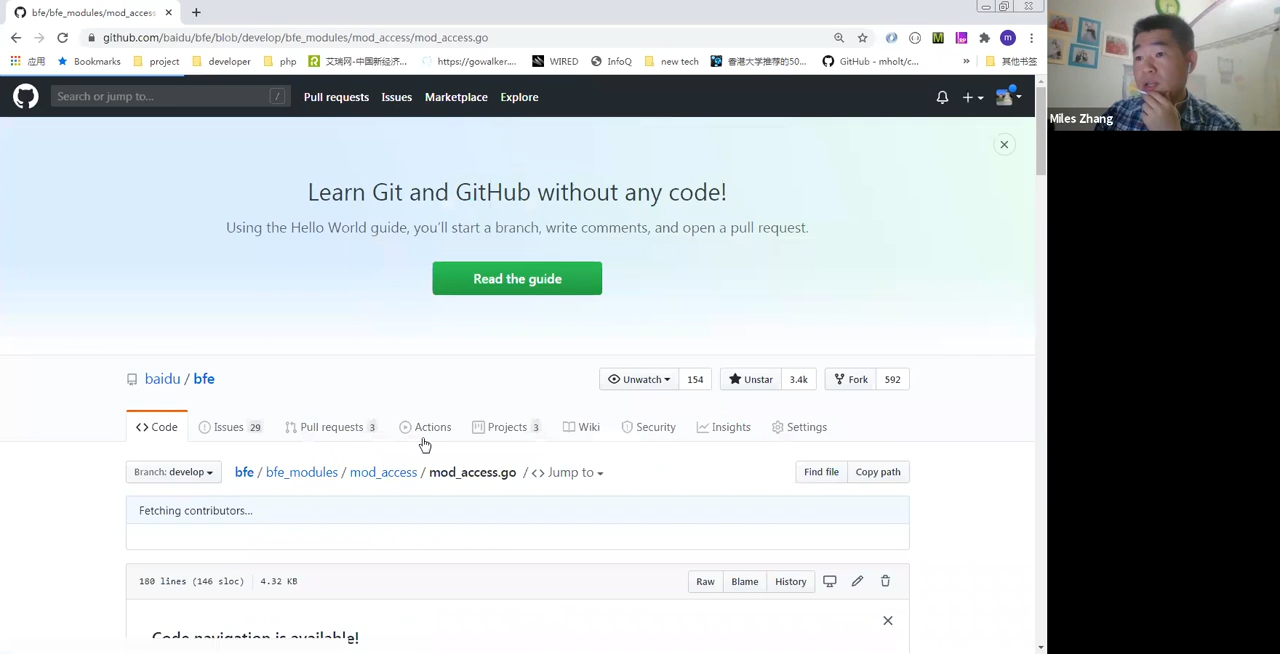 bfe/bfe_modules/mod_access
github.com/baidu/bfe/blob/develop/bfe_modules/mod_access/mod_access.go
m
应用 Bookmarks project developer php 艾瑞网-中国新经济... https://gowalker.... WIRED InfoQ new tech 香港大学推荐的50... GitHub - mholt/c... » 其他书签
Search or jump to... /
Pull requests Issues Marketplace Explore
Miles Zhang
Learn Git and GitHub without any code!
Using the Hello World guide, you'll start a branch, write comments, and open a pull request.
Read the guide
baidu / bfe
Unwatch 154 Unstar 3.4k Fork 592
Code Issues 29 Pull requests 3 Actions Projects 3 Wiki Security Insights Settings
Branch: develop bfe / bfe_modules / mod_access / mod_access.go / <> Jump to Find file Copy path
Fetching contributors...
180 lines (146 sloc) 4.32 KB Raw Blame History
Code navigation is available!